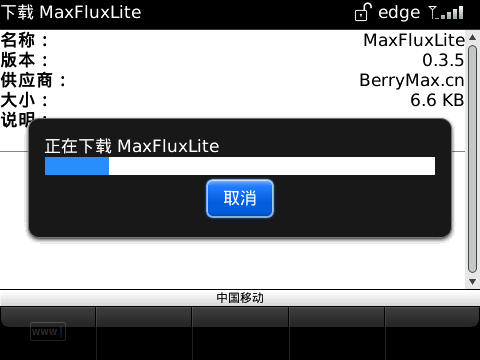 下载 MaxFluxLite edge
名称： MaxFluxLite
版本： 0.3.5
供应商： BerryMax.cn
大小： 6.6 KB
说明：
正在下载 MaxFluxLite
取消
中国移动
www